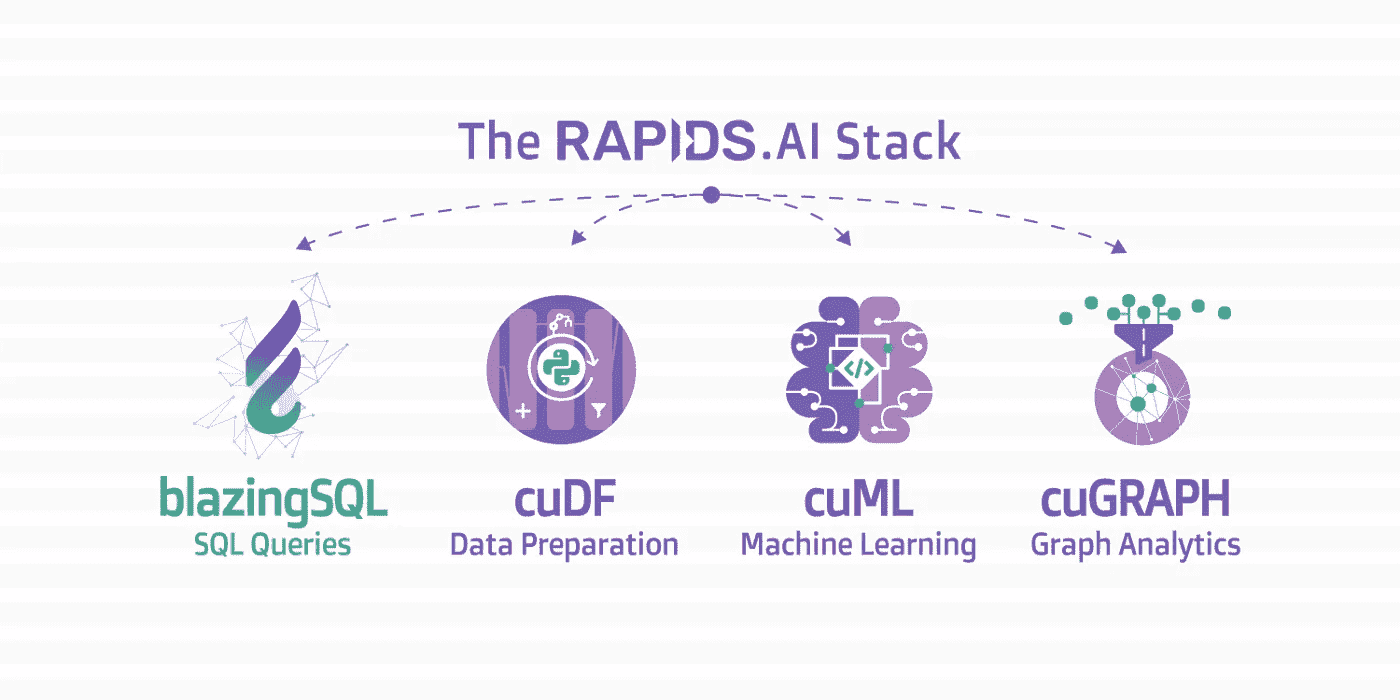 The RAPIDS.AI Stack
blazingSQL
SQL Queries
cuDF
Data Preparation
cuML
Machine Learning
cuGRAPH
Graph Analytics